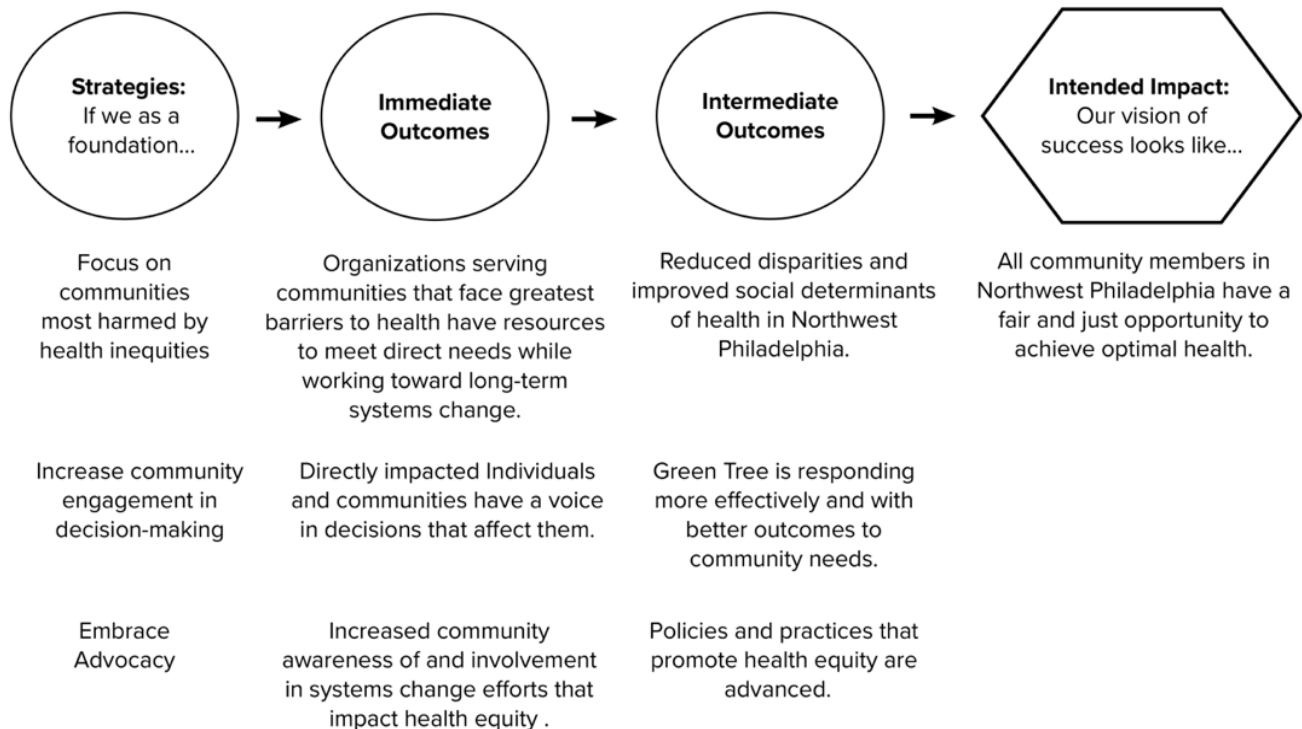 Strategies:
If we as a
foundation...
Immediate
Outcomes
Intermediate
Outcomes
Intended Impact:
Our vision of
success looks like...
Focus on
communities
most harmed by
health inequities
Organizations serving
communities that face greatest
barriers to health have resources
to meet direct needs while
working toward long-term
systems change.
Reduced disparities and
improved social determinants
of health in Northwest
Philadelphia.
All community members in
Northwest Philadelphia have a
fair and just opportunity to
achieve optimal health.
Increase community
engagement in
decision-making
Directly impacted Individuals
and communities have a voice
in decisions that affect them.
Green Tree is responding
more effectively and with
better outcomes to
community needs.
Embrace
Advocacy
Increased community
awareness of and involvement
in systems change efforts that
impact health equity .
Policies and practices that
promote health equity are
advanced.